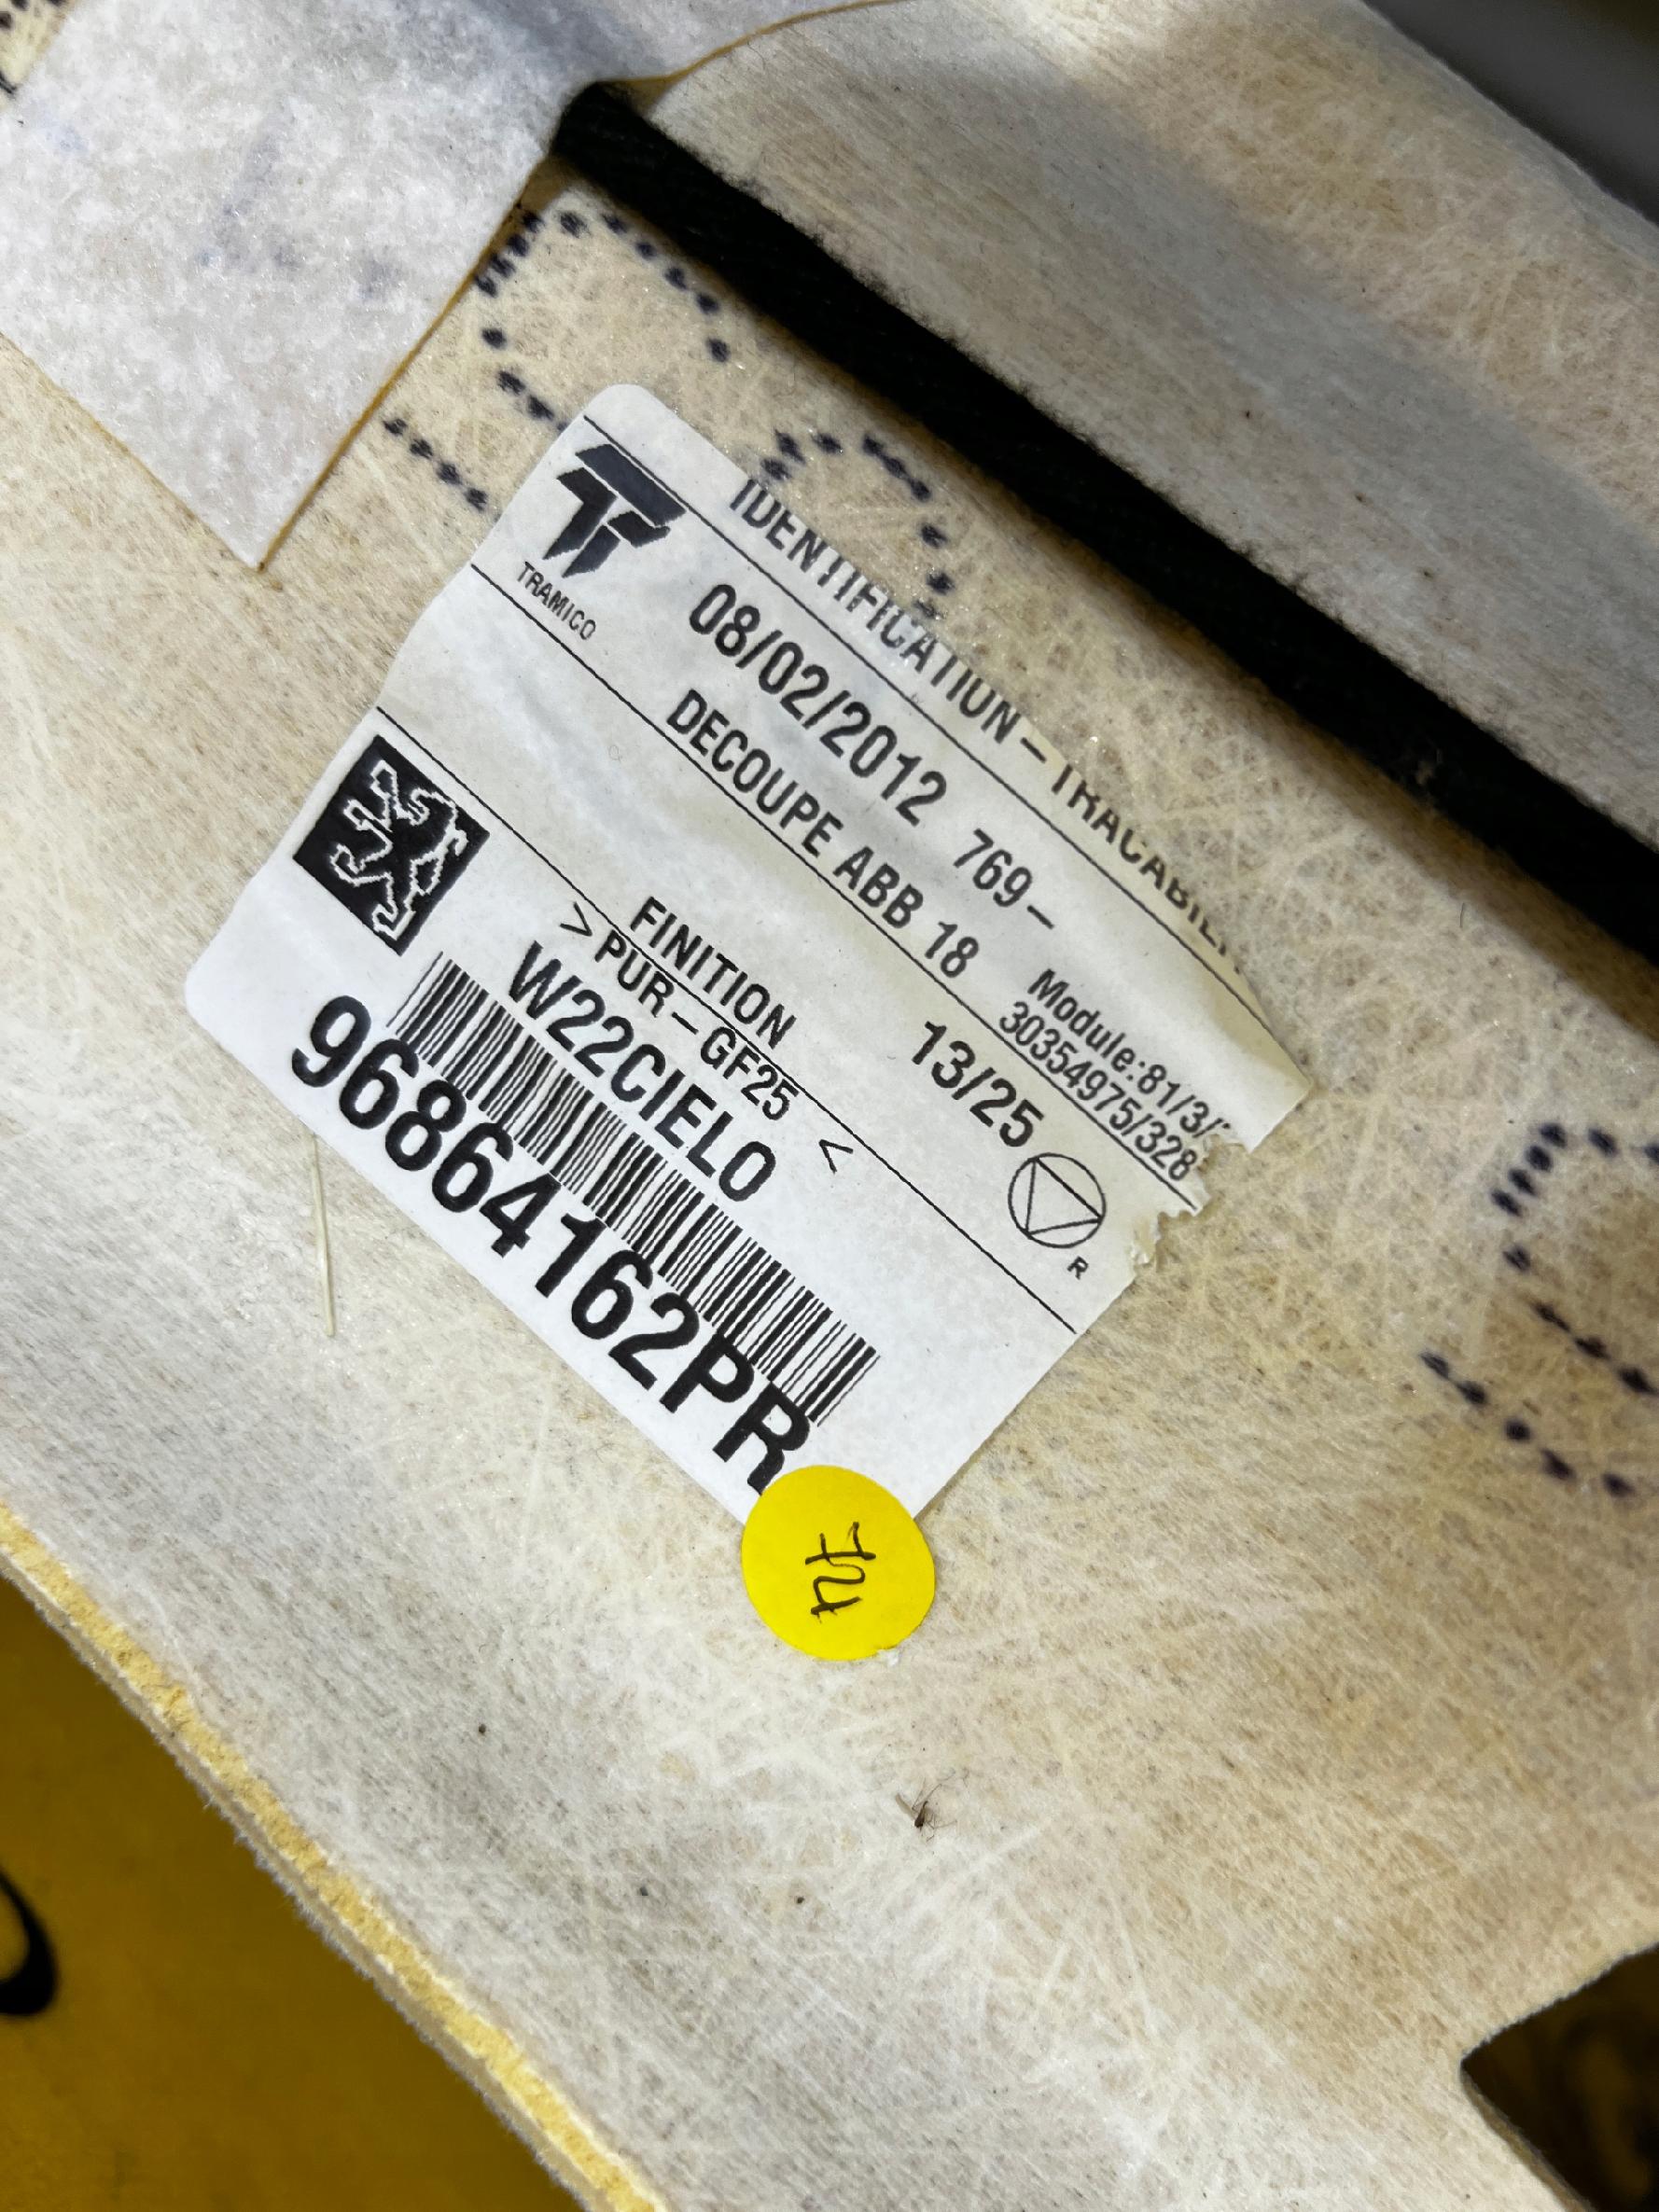 IDENTIFICATION - TRACABILI
TRAMICO
08/02/2012 769-
Module:81/3/
DECOUPE ABB 18
30354975/328
13/25
R
FINITION
>PUR-GF25<
W22CIELO
96864162PR